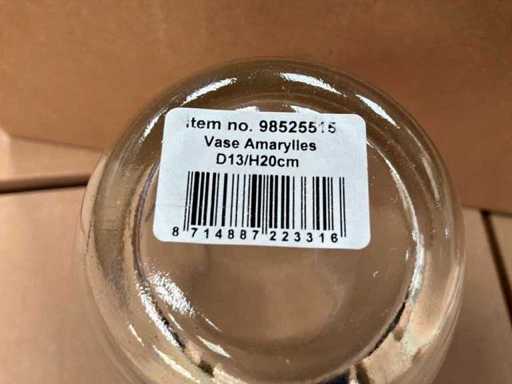 Item no. 98525515
Vase Amarylles
D13/H20cm
8 714887 223316